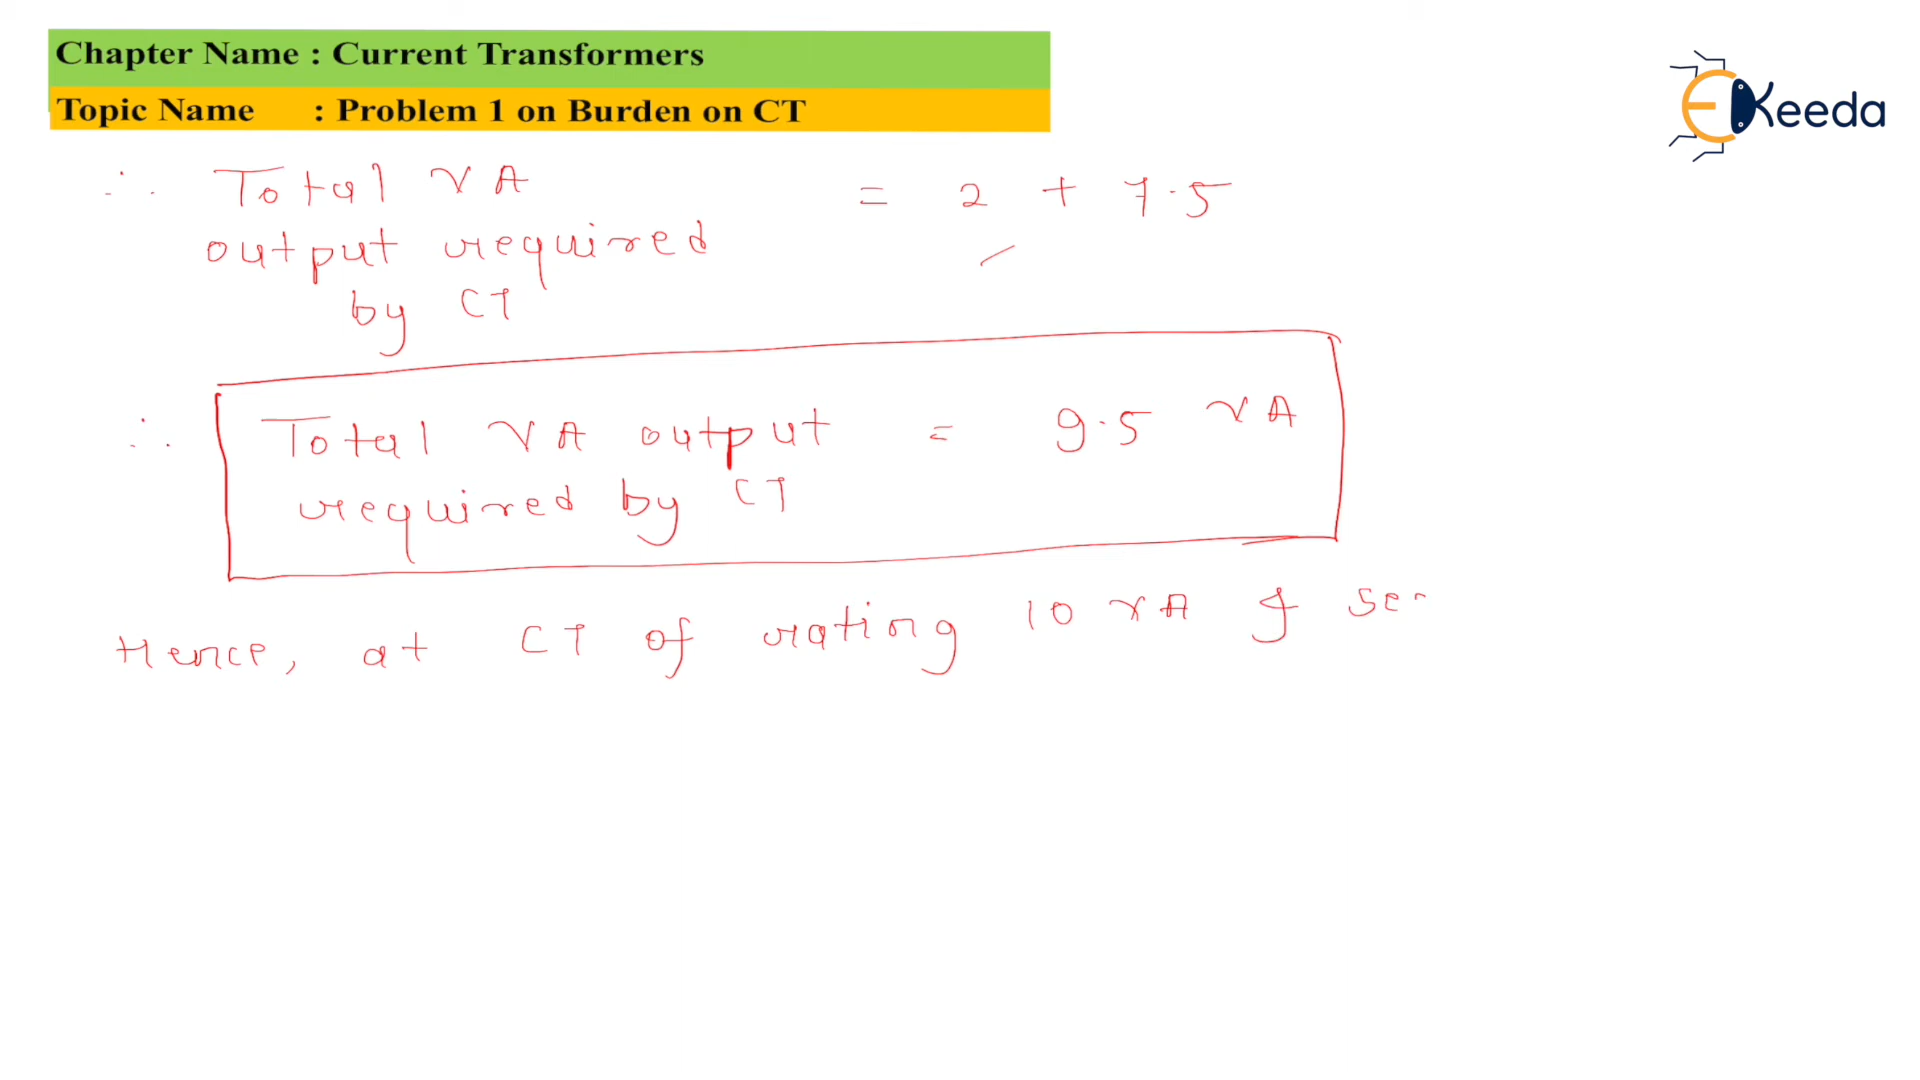 Chapter Name : Current Transformers
Topic Name : Problem 1 on Burden on CT
EKeeda
∴ Total VA = 2 + 7.5
output required
by CT
∴ Total VA output = 9.5 VA
required by CT
Hence, at CT of rating 10 VA & sec